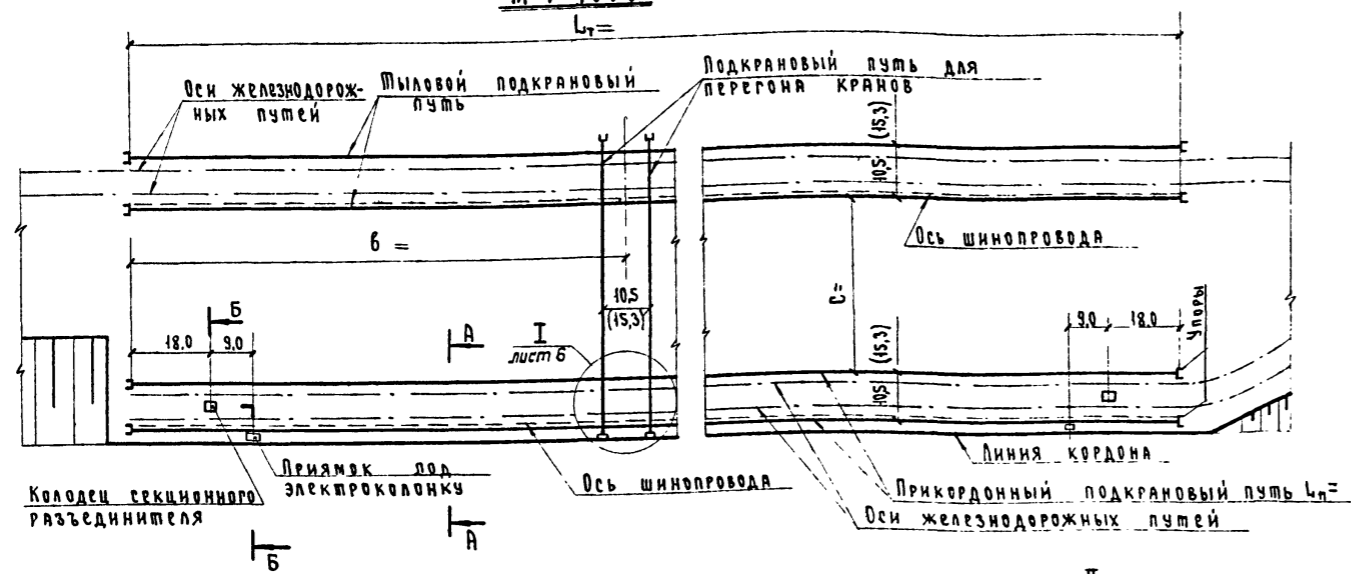 Lт=
Оси железнодорож-
ных путей
Тыловой подкрановый
путь
Подкрановый путь для
перегона кранов
10,5 (15,3)
Ось шинопровода
в =
С=
10,5
(15,3)
Б
18,0
9,0
А
I
лист 6
10,5 (15,3)
9,0
18,0
Упоры
Приямок под
электроколонку
Колодец секционного
разъединителя
Ось шинопровода
Линия кордона
Прикордонный подкрановый путь Lп=
Оси железнодорожных путей
А
Б